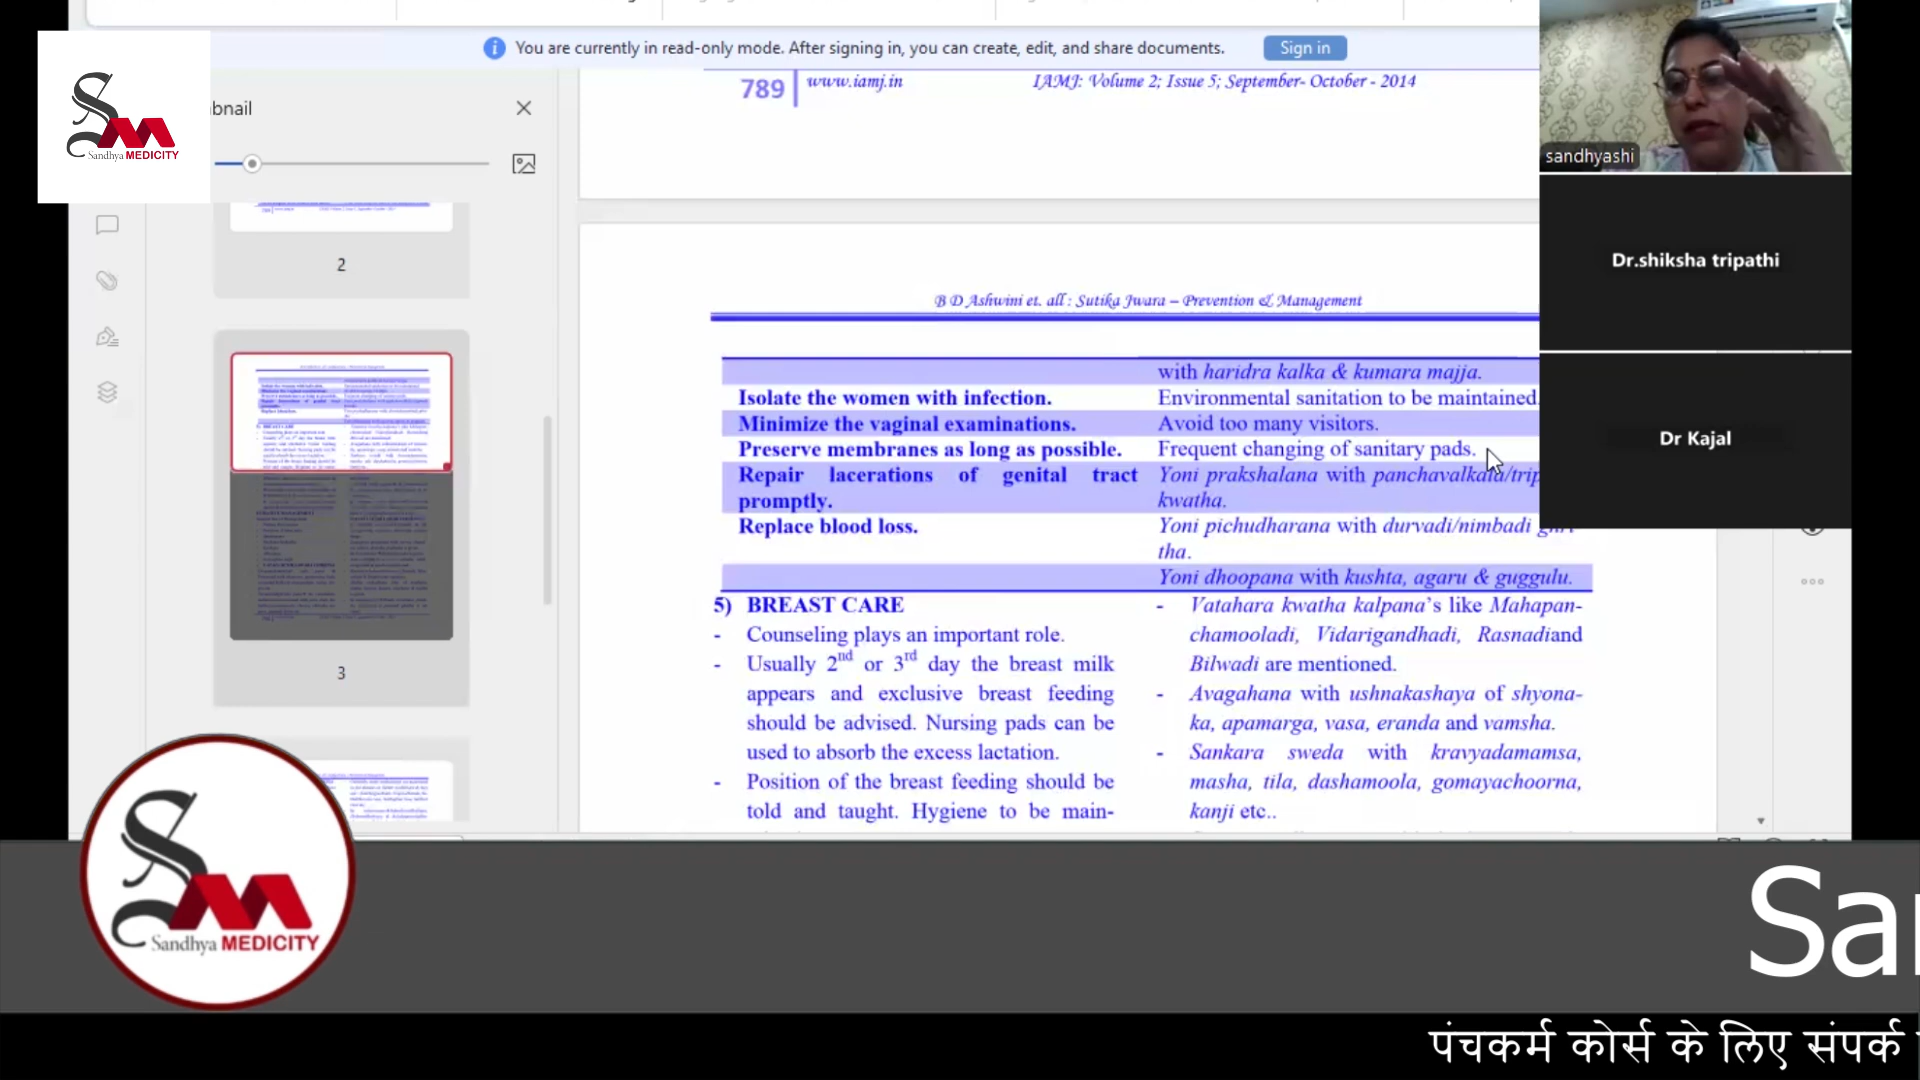 You are currently in read-only mode. After signing in, you can create, edit, and share documents.
Sign in
789
www.iamj.in
IAMJ: Volume 2; Issue 5; September- October - 2014
bnail
Sandhya MEDICITY
sandhyashi
2
Dr.shiksha tripathi
B D Ashwini et. all : Sutika Jwara – Prevention & Management
with haridra kalka & kumara majja.
Isolate the women with infection.
Environmental sanitation to be maintained.
Minimize the vaginal examinations.
Avoid too many visitors.
Preserve membranes as long as possible.
Frequent changing of sanitary pads.
Repair lacerations of genital tract
promptly.
Yoni prakshalana with panchavalkala/trip
kwatha.
Replace blood loss.
Yoni pichudharana with durvadi/nimbadi
tha.
Yoni dhoopana with kushta, agaru & guggulu.
Dr Kajal
5) BREAST CARE
- Counseling plays an important role.
- Usually 2nd or 3rd day the breast milk
appears and exclusive breast feeding
should be advised. Nursing pads can be
used to absorb the excess lactation.
- Position of the breast feeding should be
told and taught. Hygiene to be main-
- Vatahara kwatha kalpana's like Mahapan-
chamooladi, Vidarigandhadi, Rasnadiand
Bilwadi are mentioned.
- Avagahana with ushnakashaya of shyona-
ka, apamarga, vasa, eranda and vamsha.
- Sankara sweda with kravyadamamsa,
masha, tila, dashamoola, gomayachoorna,
kanji etc..
3
Sandhya MEDICITY
San
पंचकर्म कोर्स के लिए संपर्क